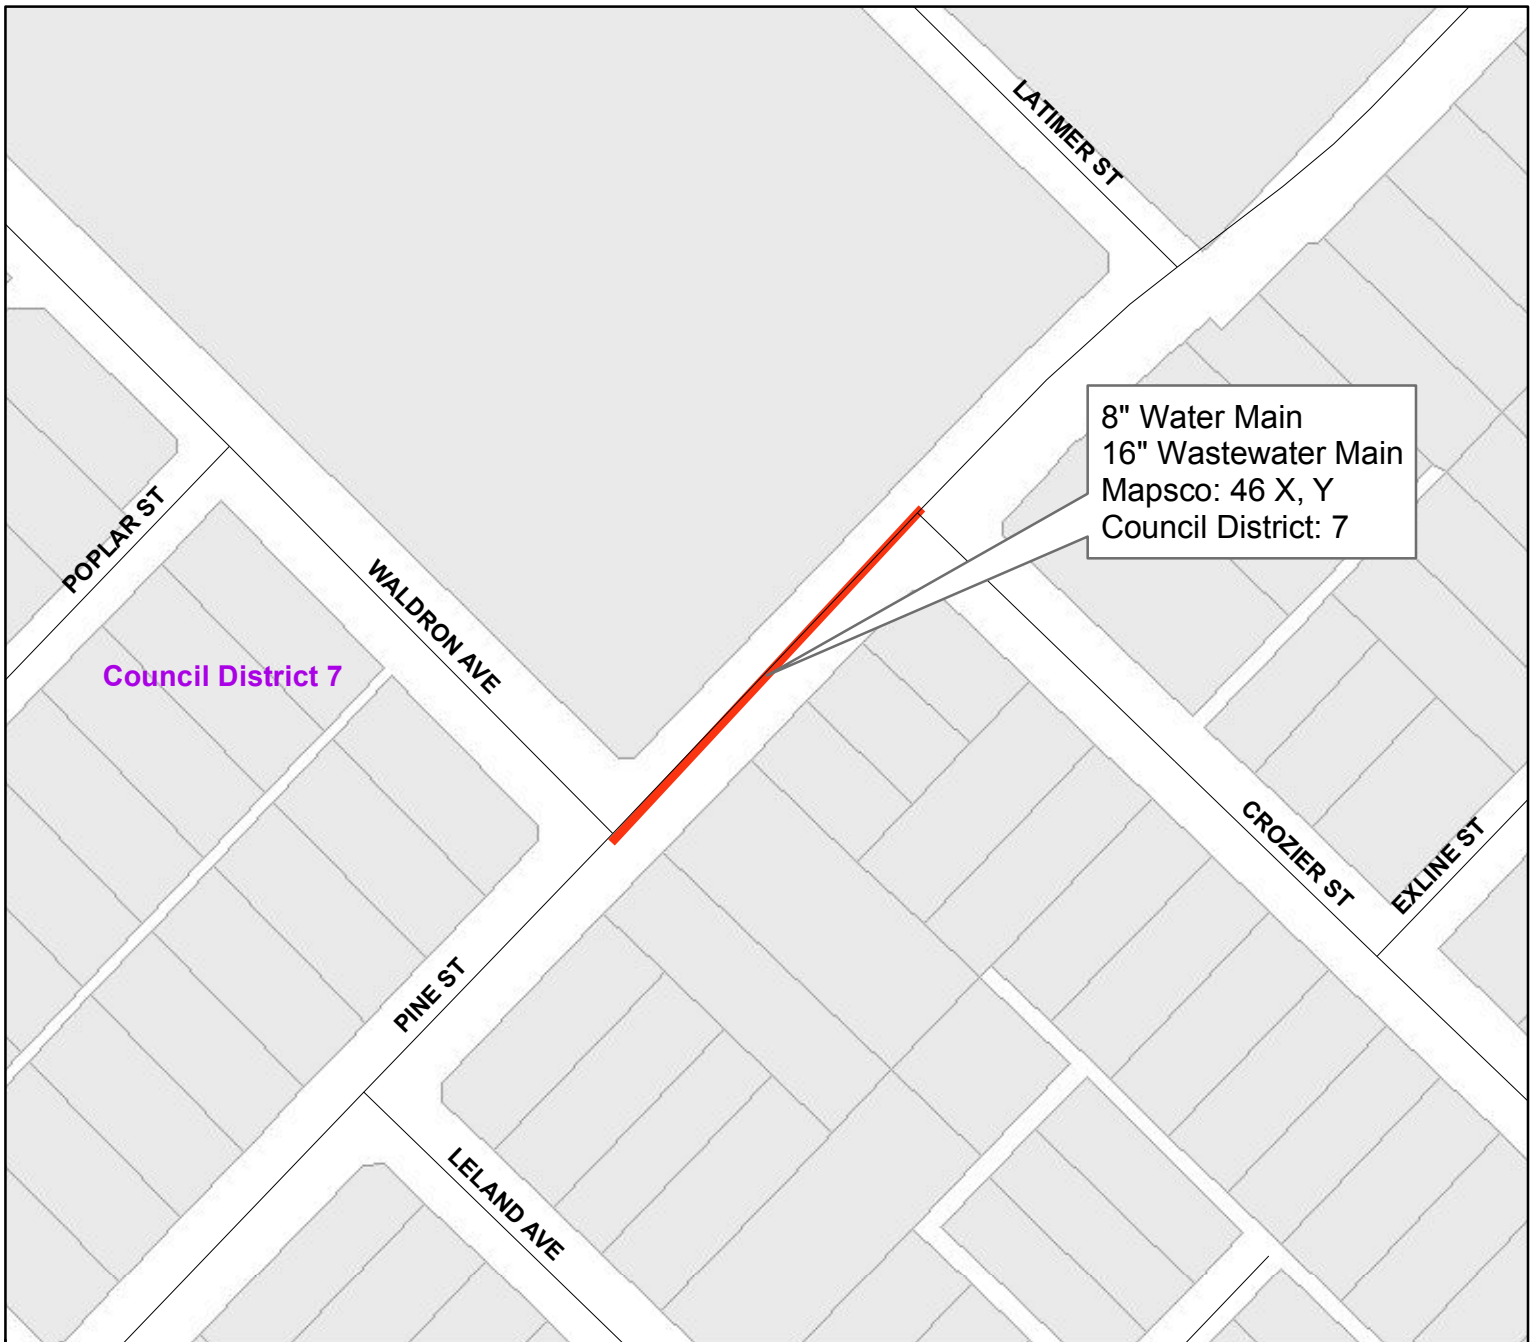 LATIMER ST
8" Water Main
16" Wastewater Main
Mapsco: 46 X, Y
Council District: 7
POPLAR ST
WALDRON AVE
Council District 7
CROZIER ST
EXLINE ST
PINE ST
LELAND AVE